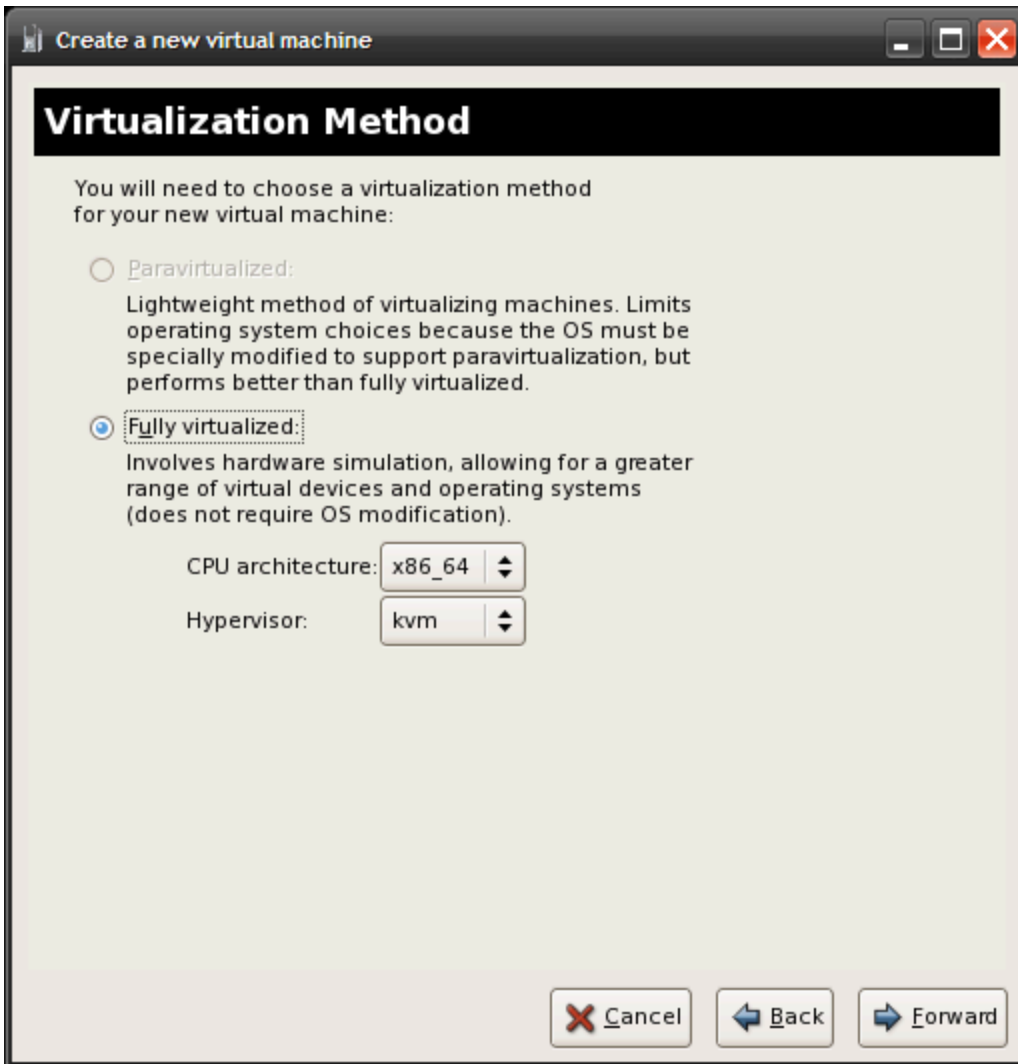 Create a new virtual machine
Virtualization Method
You will need to choose a virtualization method
for your new virtual machine:
Paravirtualized:
Lightweight method of virtualizing machines. Limits
operating system choices because the OS must be
specially modified to support paravirtualization, but
performs better than fully virtualized.
Fully virtualized:
Involves hardware simulation, allowing for a greater
range of virtual devices and operating systems
(does not require OS modification).
CPU architecture: x86_64
Hypervisor: kvm
Cancel Back Forward